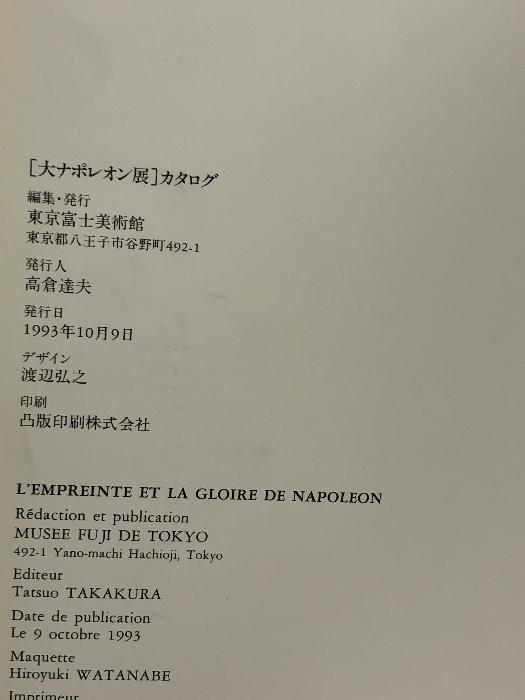 [大ナポレオン展]カタログ
編集・発行
東京富士美術館
東京都八王子市谷野町492-1
発行人
高倉達夫
発行日
1993年10月9日
デザイン
渡辺弘之
印刷
凸版印刷株式会社
L'EMPREINTE ET LA GLOIRE DE NAPOLEON
Rédaction et publication
MUSEE FUJI DE TOKYO
492-1 Yano-machi Hachioji, Tokyo
Editeur
Tatsuo TAKAKURA
Date de publication
Le 9 octobre 1993
Maquette
Hiroyuki WATANABE
Imprimeur